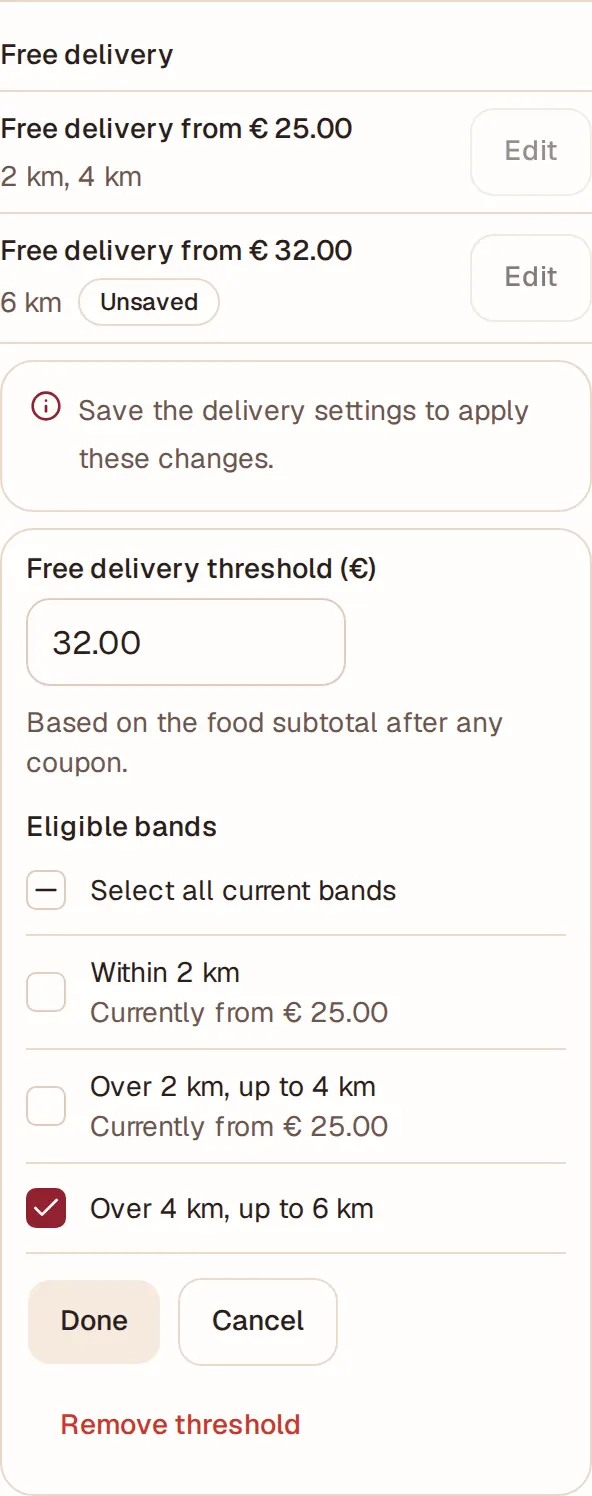 Free delivery
Free delivery from € 25.00
Edit
2 km, 4 km
Free delivery from € 32.00
Edit
6 km
Unsaved
Save the delivery settings to apply
these changes.
Free delivery threshold (€)
32.00
Based on the food subtotal after any
coupon.
Eligible bands
Select all current bands
Within 2 km
Currently from € 25.00
Over 2 km, up to 4 km
Currently from € 25.00
Over 4 km, up to 6 km
Done
Cancel
Remove threshold